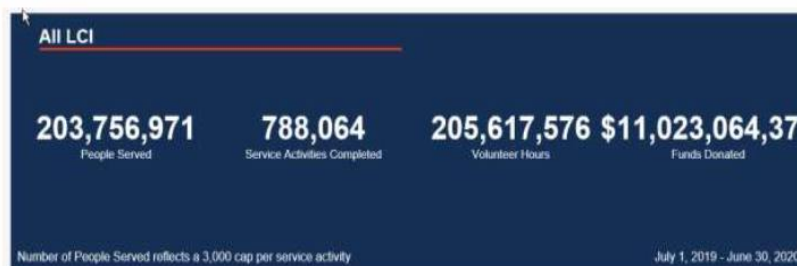 All LCI
203,756,971 788,064 205,617,576 $11,023,064,37
People Served Service Activities Completed Volunteer Hours Funds Donated
Number of People Served reflects a 3,000 cap per service activity July 1, 2019 - June 30, 2020